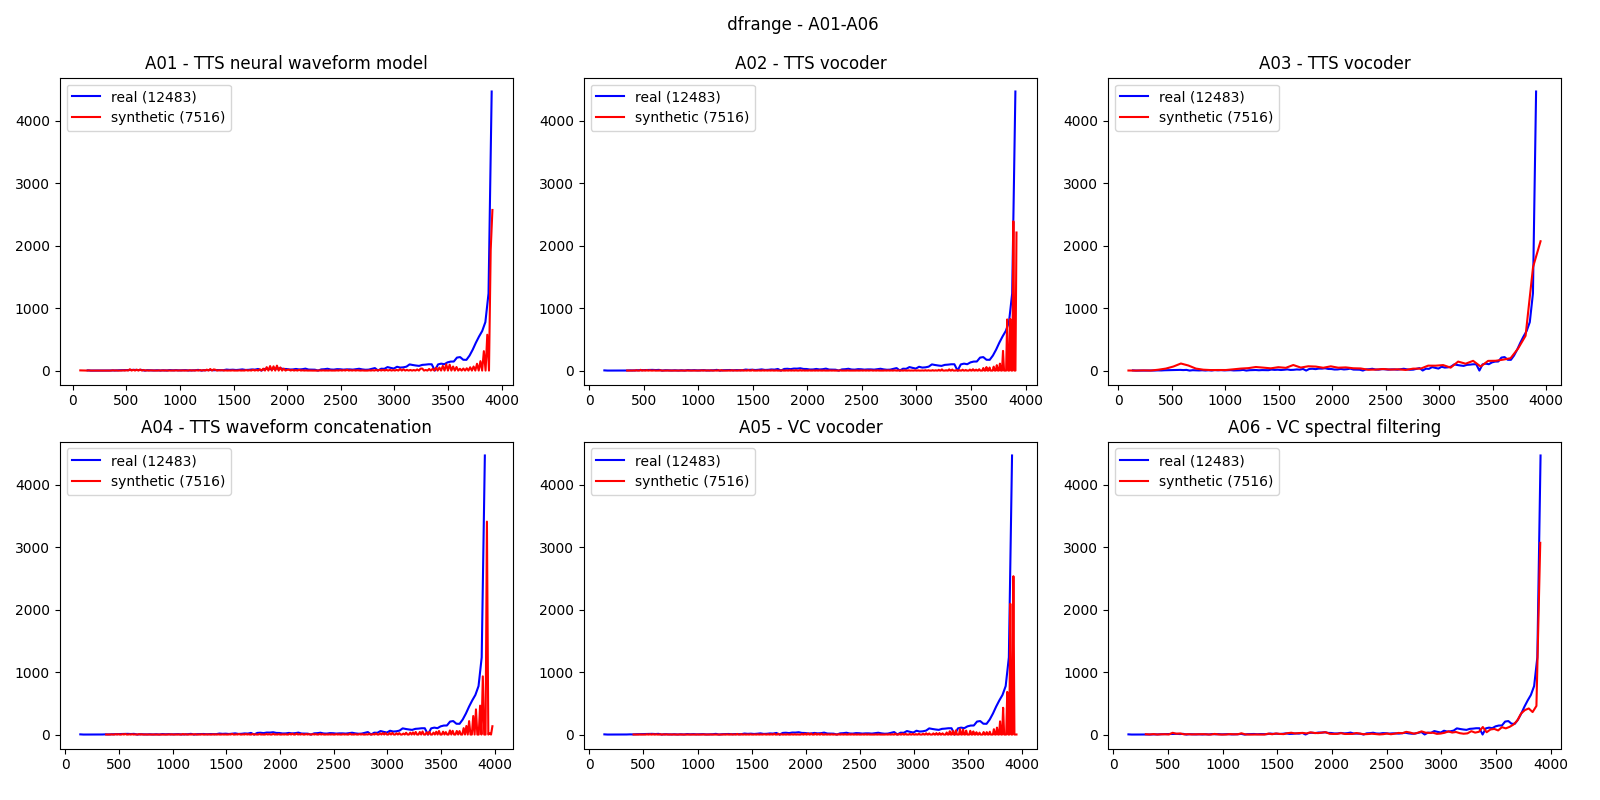 dfrange - A01-A06
A01 - TTS neural waveform model
real (12483)
synthetic (7516)
4000
3000
2000
1000
0
0 500 1000 1500 2000 2500 3000 3500 4000
A02 - TTS vocoder
real (12483)
synthetic (7516)
4000
3000
2000
1000
0
0 500 1000 1500 2000 2500 3000 3500 4000
A03 - TTS vocoder
real (12483)
synthetic (7516)
4000
3000
2000
1000
0
0 500 1000 1500 2000 2500 3000 3500 4000
A04 - TTS waveform concatenation
real (12483)
synthetic (7516)
4000
3000
2000
1000
0
0 500 1000 1500 2000 2500 3000 3500 4000
A05 - VC vocoder
real (12483)
synthetic (7516)
4000
3000
2000
1000
0
0 500 1000 1500 2000 2500 3000 3500 4000
A06 - VC spectral filtering
real (12483)
synthetic (7516)
4000
3000
2000
1000
0
0 500 1000 1500 2000 2500 3000 3500 4000